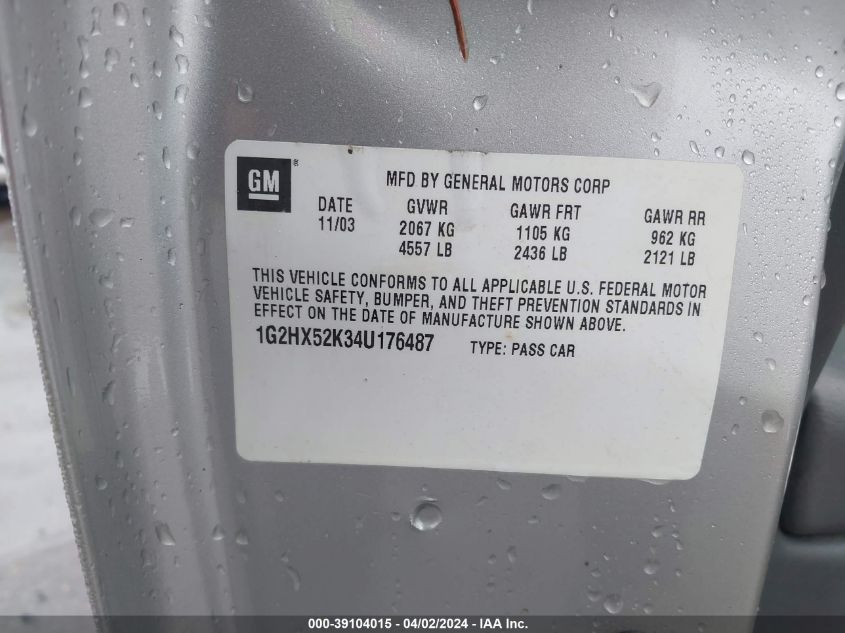 GM ®
MFD BY GENERAL MOTORS CORP
DATE GVWR GAWR FRT GAWR RR
11/03 2067 KG 1105 KG 962 KG
4557 LB 2436 LB 2121 LB
THIS VEHICLE CONFORMS TO ALL APPLICABLE U.S. FEDERAL MOTOR
VEHICLE SAFETY, BUMPER, AND THEFT PREVENTION STANDARDS IN
EFFECT ON THE DATE OF MANUFACTURE SHOWN ABOVE.
1G2HX52K34U176487 TYPE: PASS CAR
000-39104015 - 04/02/2024 - IAA Inc.